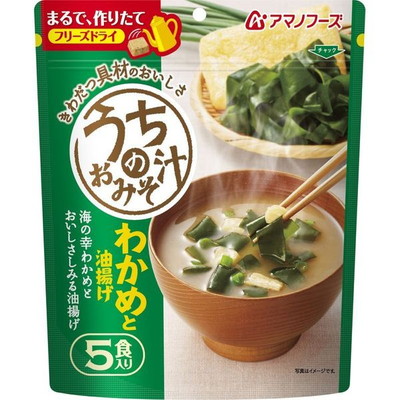 まるで、作りたて
フリーズドライ
アマノフーズ
チャック
きわだつ具材のおいしさ
うちのおみそ汁
わかめと
油揚げ
海の幸わかめと
おいしさしみる油揚げ
5食入り
写真はイメージです。